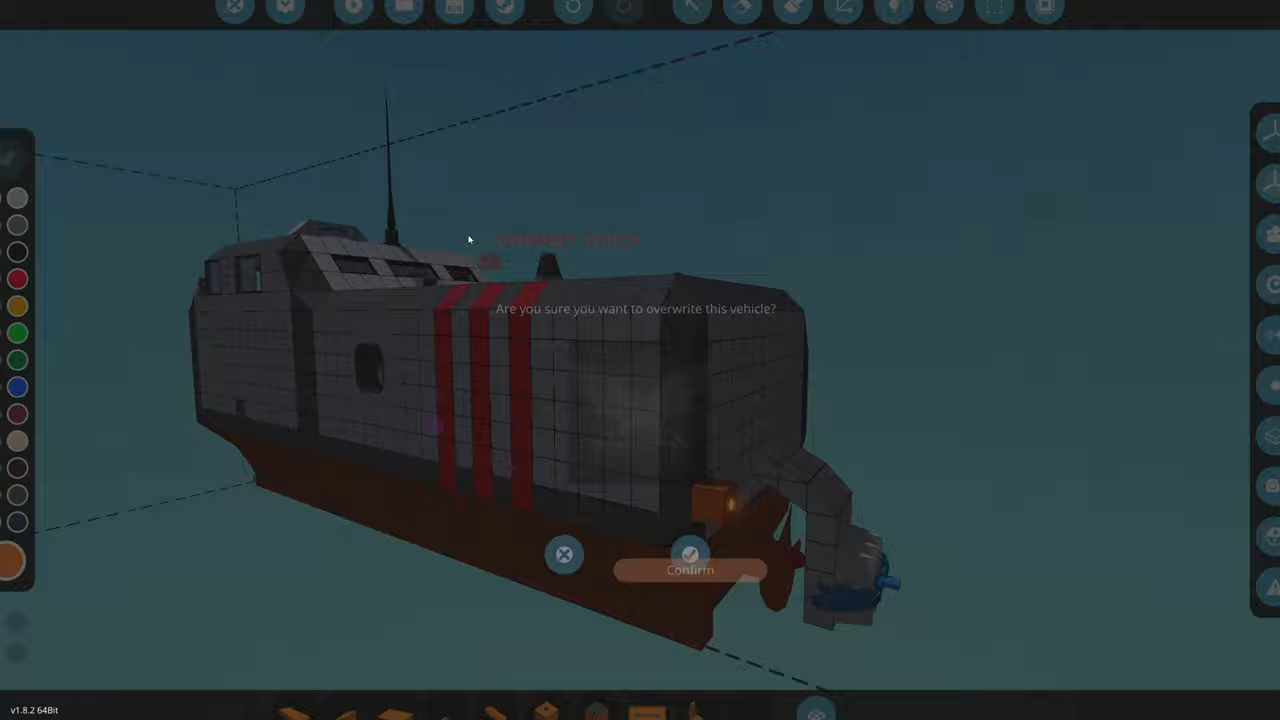 OVERWRITE VEHICLE
Are you sure you want to overwrite this vehicle?
Confirm
v1.8.2 64Bit